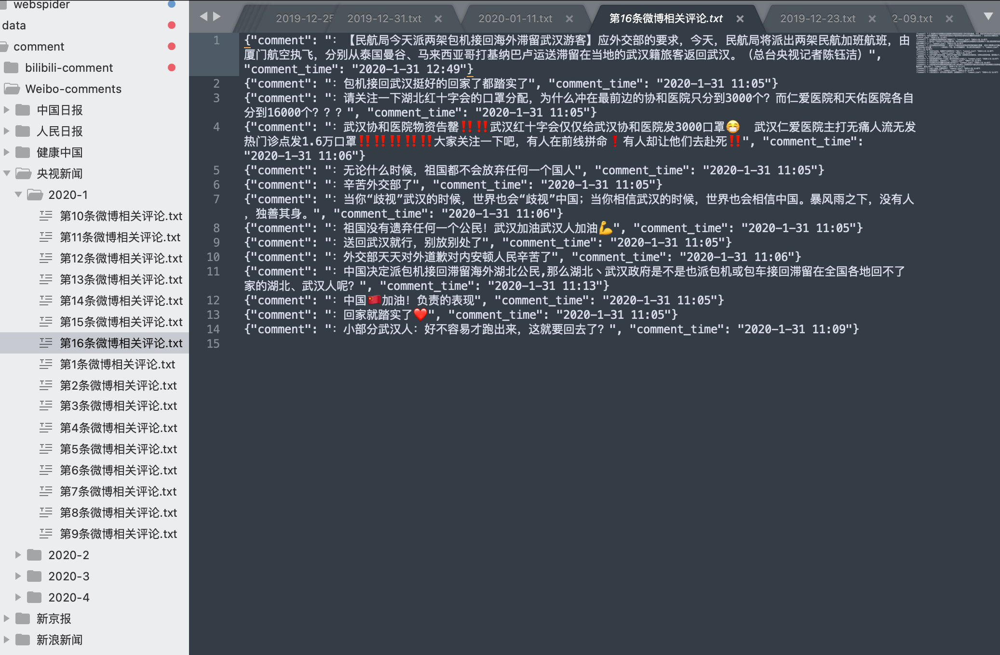 webspider
data
comment
bilibili-comment
Weibo-comments
中国日报
人民日报
健康中国
央视新闻
2020-1
第10条微博相关评论.txt
第11条微博相关评论.txt
第12条微博相关评论.txt
第13条微博相关评论.txt
第14条微博相关评论.txt
第15条微博相关评论.txt
第16条微博相关评论.txt
第1条微博相关评论.txt
第2条微博相关评论.txt
第3条微博相关评论.txt
第4条微博相关评论.txt
第5条微博相关评论.txt
第6条微博相关评论.txt
第7条微博相关评论.txt
第8条微博相关评论.txt
第9条微博相关评论.txt
2020-2
2020-3
2020-4
新京报
新浪新闻
2019-12-25 2019-12-31.txt × 2020-01-11.txt × 第16条微博相关评论.txt × 2019-12-23.txt × 2-09.txt ×
1 {"comment": ": 【民航局今天派两架包机接回海外滞留武汉游客】应外交部的要求，今天，民航局将派出两架民航加班航班，由
厦门航空执飞，分别从泰国曼谷、马来西亚哥打基纳巴卢运送滞留在当地的武汉籍旅客返回武汉。（总台央视记者陈钰洁）",
"comment_time": "2020-1-31 12:49"}
2 {"comment": ": 包机接回武汉挺好的回家了都踏实了", "comment_time": "2020-1-31 11:05"}
3 {"comment": ": 请关注一下湖北红十字会的口罩分配，为什么冲在最前边的协和医院只分到3000个？而仁爱医院和天佑医院各自
分到16000个？？？", "comment_time": "2020-1-31 11:05"}
4 {"comment": ": 武汉协和医院物资告罄‼️‼️武汉红十字会仅仅给武汉协和医院发3000口罩😷 武汉仁爱医院主打无痛人流无发
热门诊点发1.6万口罩‼️‼️‼️‼️‼️大家关注一下吧，有人在前线拼命❗有人却让他们去赴死‼️", "comment_time":
"2020-1-31 11:06"}
5 {"comment": ": 无论什么时候，祖国都不会放弃任何一个国人", "comment_time": "2020-1-31 11:05"}
6 {"comment": ": 辛苦外交部了", "comment_time": "2020-1-31 11:05"}
7 {"comment": ": 当你“歧视”武汉的时候，世界也会“歧视”中国；当你相信武汉的时候，世界也会相信中国。暴风雨之下，没有人
，独善其身。", "comment_time": "2020-1-31 11:06"}
8 {"comment": ": 祖国没有遗弃任何一个公民！武汉加油武汉人加油💪", "comment_time": "2020-1-31 11:05"}
9 {"comment": ": 送回武汉就行，别放别处了", "comment_time": "2020-1-31 11:05"}
10 {"comment": ": 外交部天天对外道歉对内安顿人民辛苦了", "comment_time": "2020-1-31 11:06"}
11 {"comment": ": 中国决定派包机接回滞留海外湖北公民,那么湖北丶武汉政府是不是也派包机或包车接回滞留在全国各地回不了
家的湖北、武汉人呢？", "comment_time": "2020-1-31 11:13"}
12 {"comment": ": 中国🇨🇳加油！负责的表现", "comment_time": "2020-1-31 11:05"}
13 {"comment": ": 回家就踏实了❤️", "comment_time": "2020-1-31 11:05"}
14 {"comment": ": 小部分武汉人：好不容易才跑出来，这就要回去了？", "comment_time": "2020-1-31 11:09"}
15